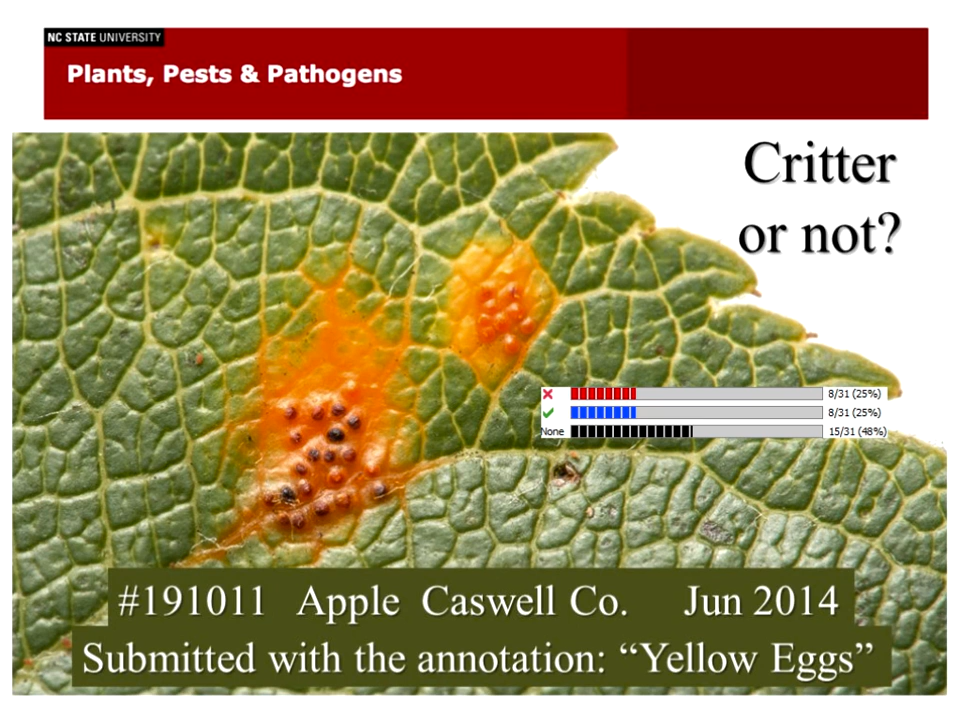 NC STATE UNIVERSITY
Plants, Pests & Pathogens
Critter
or not?
8/31 (25%)
8/31 (25%)
None 15/31 (48%)
#191011 Apple Caswell Co. Jun 2014
Submitted with the annotation: “Yellow Eggs”